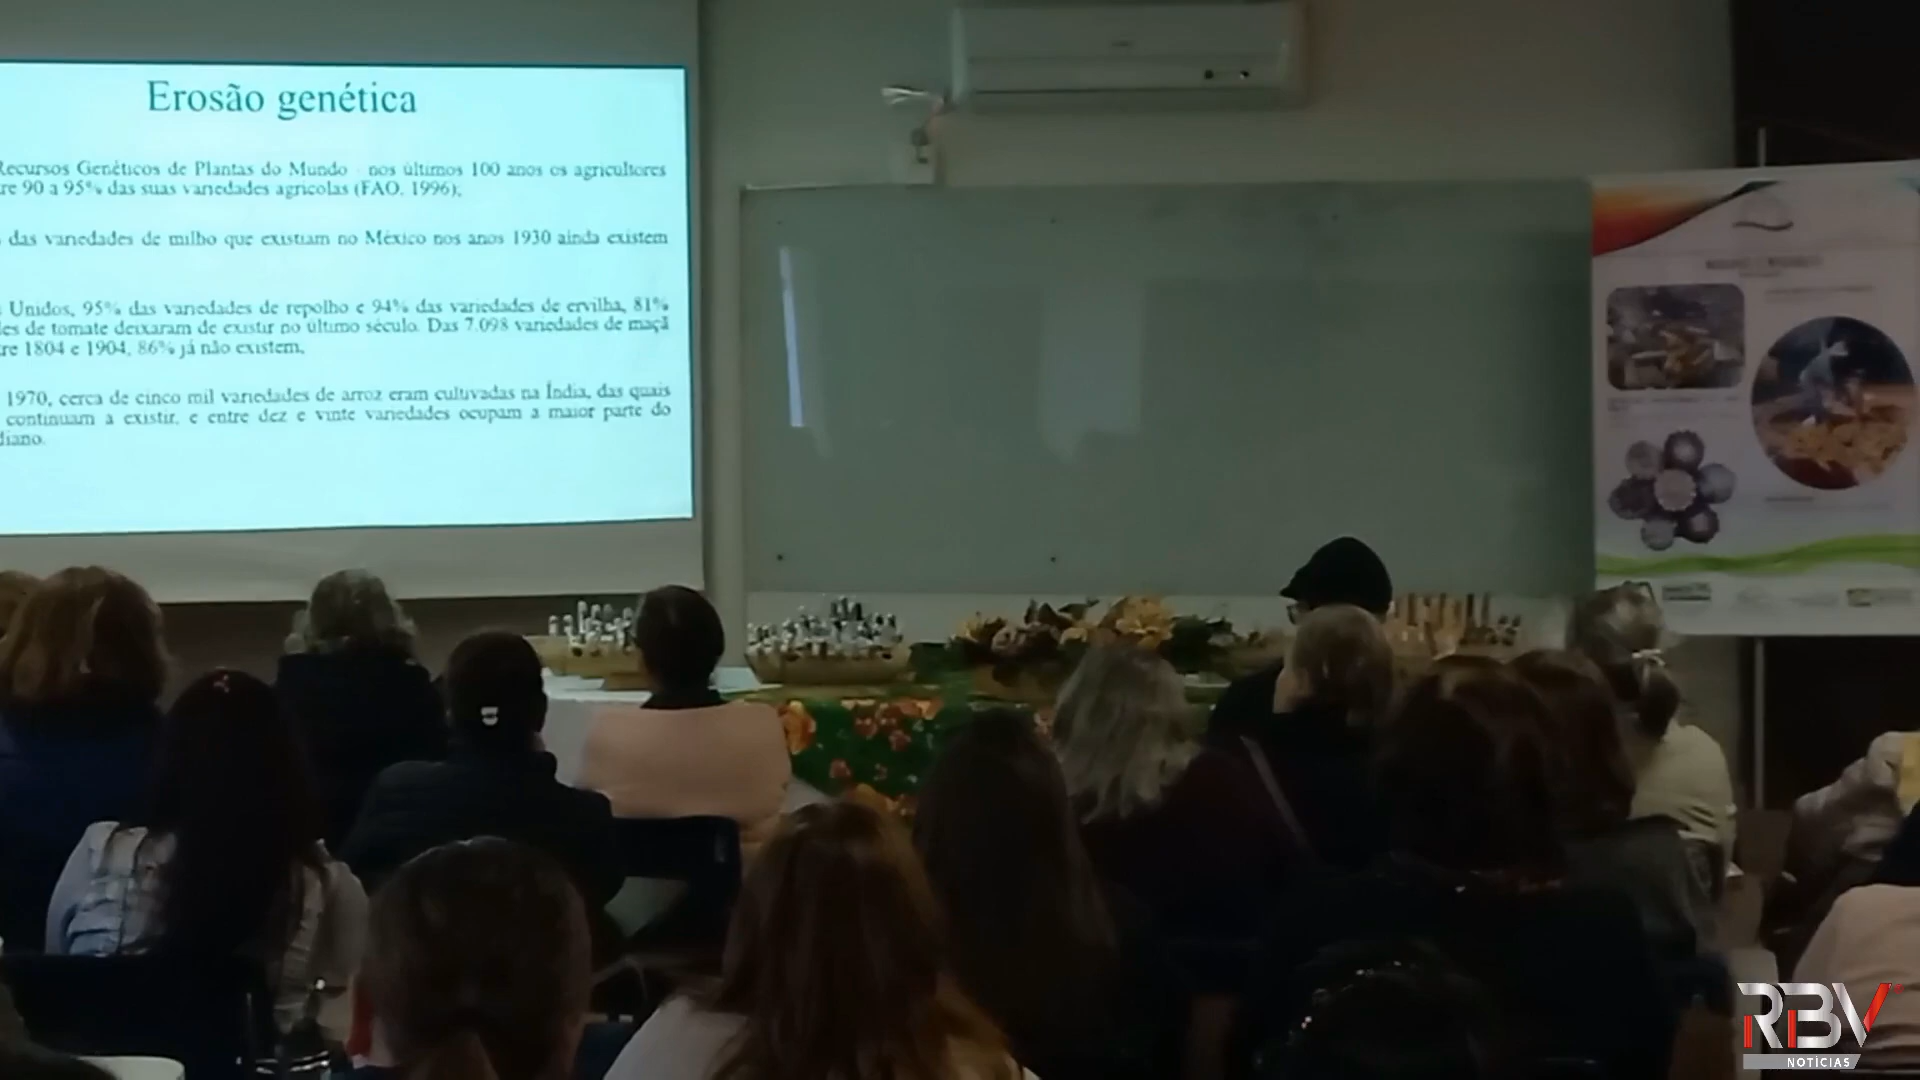 Erosão genética
Recursos Genéticos de Plantas do Mundo - nos últimos 100 anos os agricultores
re 90 a 95% das suas variedades agrícolas (FAO, 1996);
das variedades de milho que existiam no México nos anos 1930 ainda existem
Unidos, 95% das variedades de repolho e 94% das variedades de ervilha, 81%
es de tomate deixaram de existir no último século. Das 7.098 variedades de maçã
re 1804 e 1904, 86% já não existem.
1970, cerca de cinco mil variedades de arroz eram cultivadas na Índia, das quais
continuam a existir, e entre dez e vinte variedades ocupam a maior parte do
diano.
RBV
NOTÍCIAS